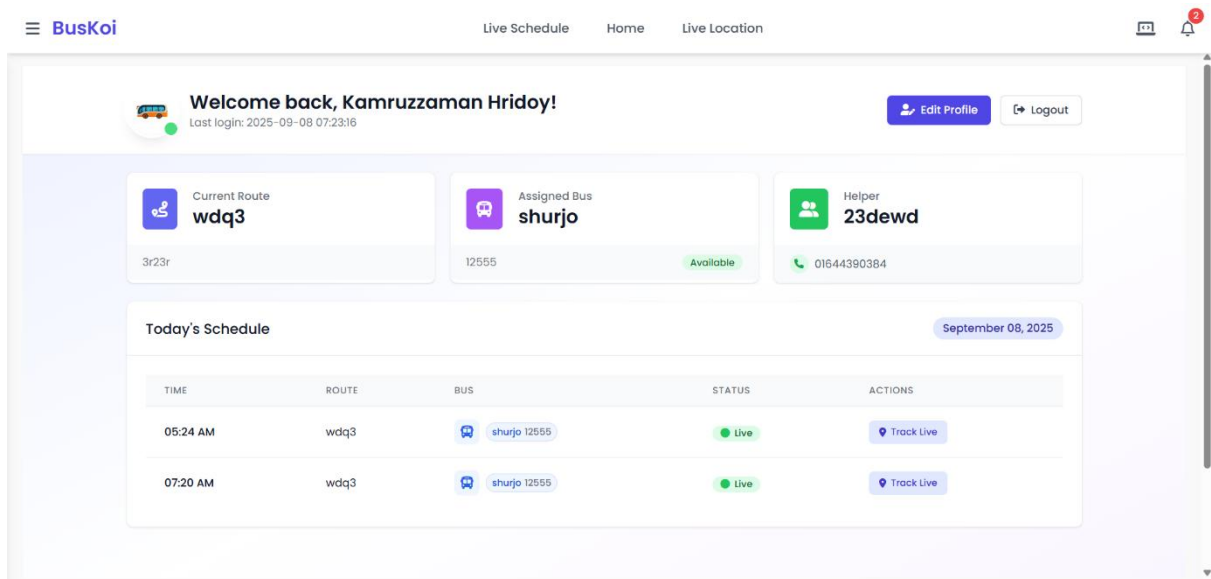 BusKoi
Live Schedule Home Live Location
2
Welcome back, Kamruzzaman Hridoy!
Last login: 2025-09-08 07:23:16
Edit Profile
Logout
Current Route
wdq3
3r23r
Assigned Bus
shurjo
12555
Available
Helper
23dewd
01644390384
Today's Schedule
September 08, 2025
TIME ROUTE BUS STATUS ACTIONS
05:24 AM wdq3 shurjo 12555 Live Track Live
07:20 AM wdq3 shurjo 12555 Live Track Live